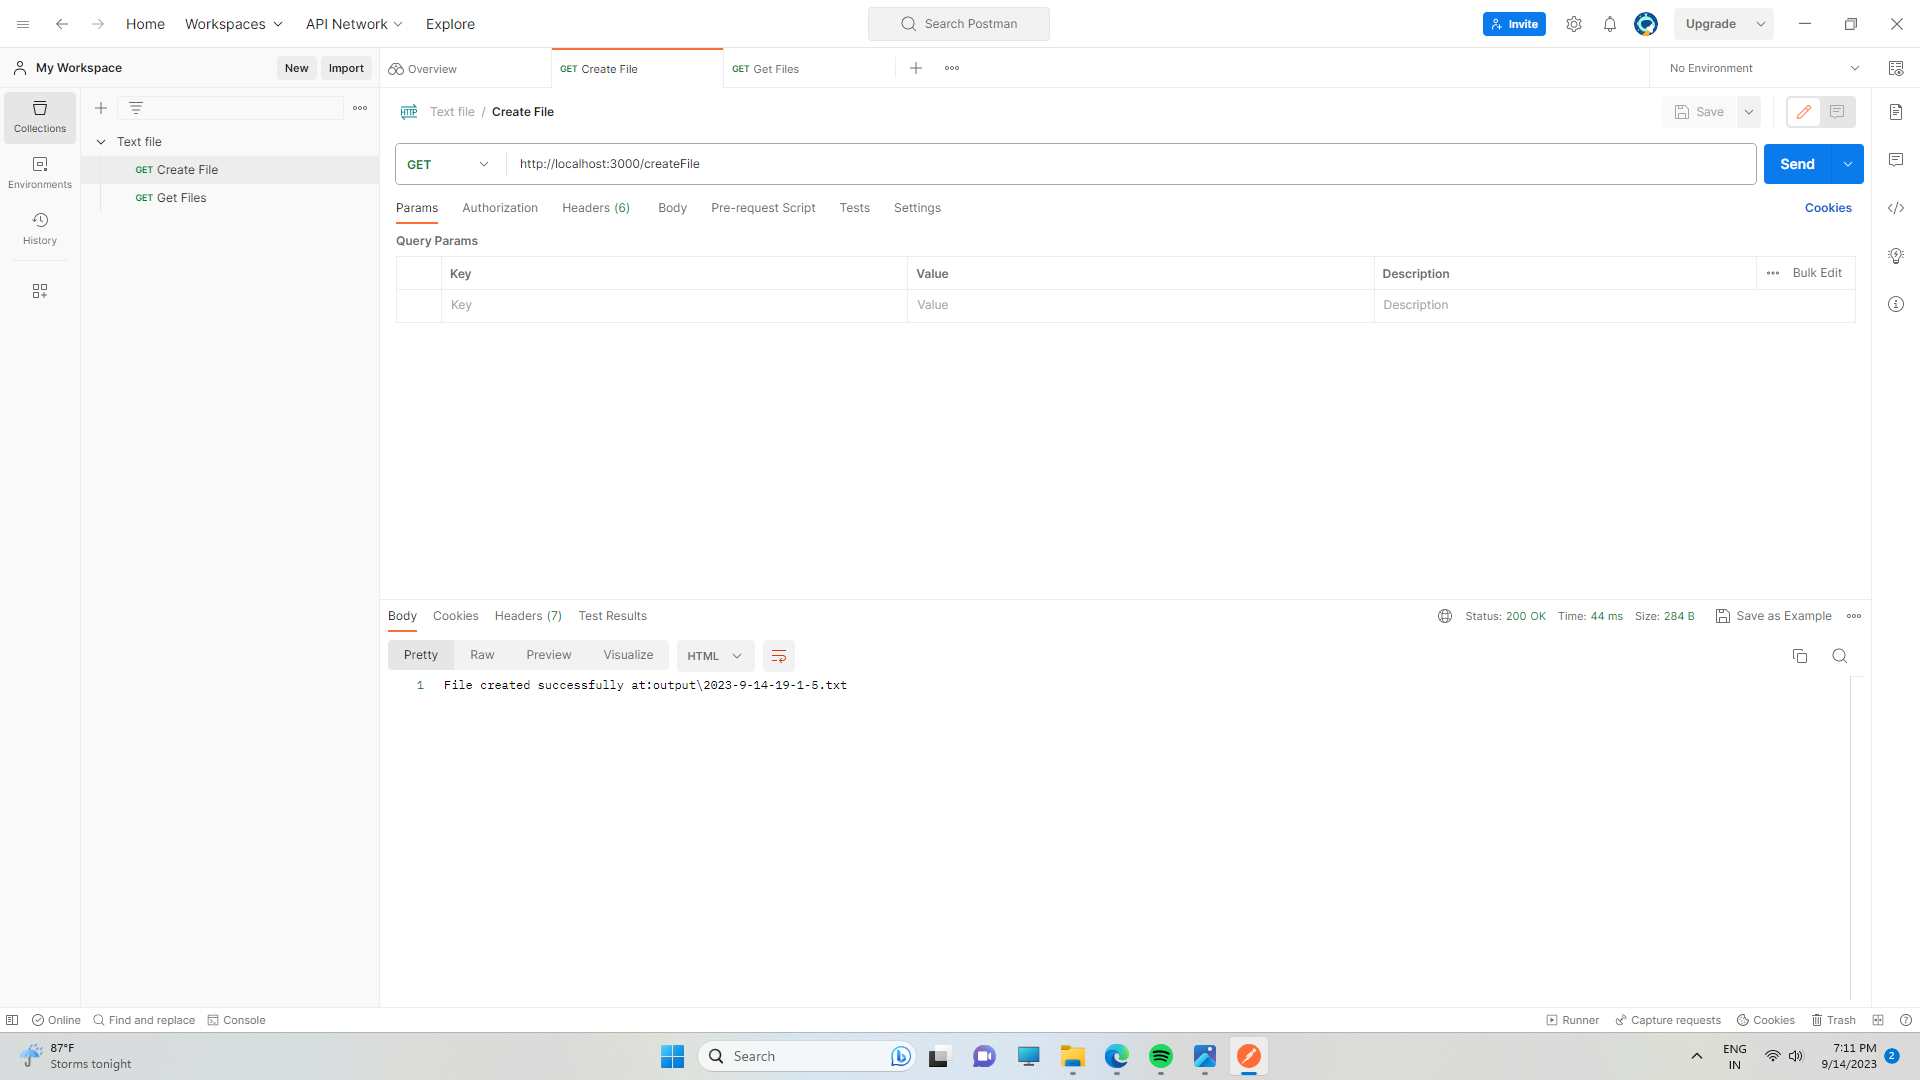 Home Workspaces API Network Explore
Search Postman
Invite Upgrade
My Workspace New Import
Overview
GET Create File
GET Get Files
No Environment
Collections
Environments
History
Text file
GET Create File
GET Get Files
HTTP Text file / Create File
Save
GET http://localhost:3000/createFile
Send
Params Authorization Headers (6) Body Pre-request Script Tests Settings Cookies
Query Params
Key Value Description Bulk Edit
Key Value Description
Body Cookies Headers (7) Test Results
Status: 200 OK Time: 44 ms Size: 284 B Save as Example
Pretty Raw Preview Visualize HTML
1 File created successfully at:output\2023-9-14-19-1-5.txt
Online Find and replace Console
Runner Capture requests Cookies Trash
87°F
Storms tonight
Search
ENG
IN
7:11 PM
9/14/2023
2